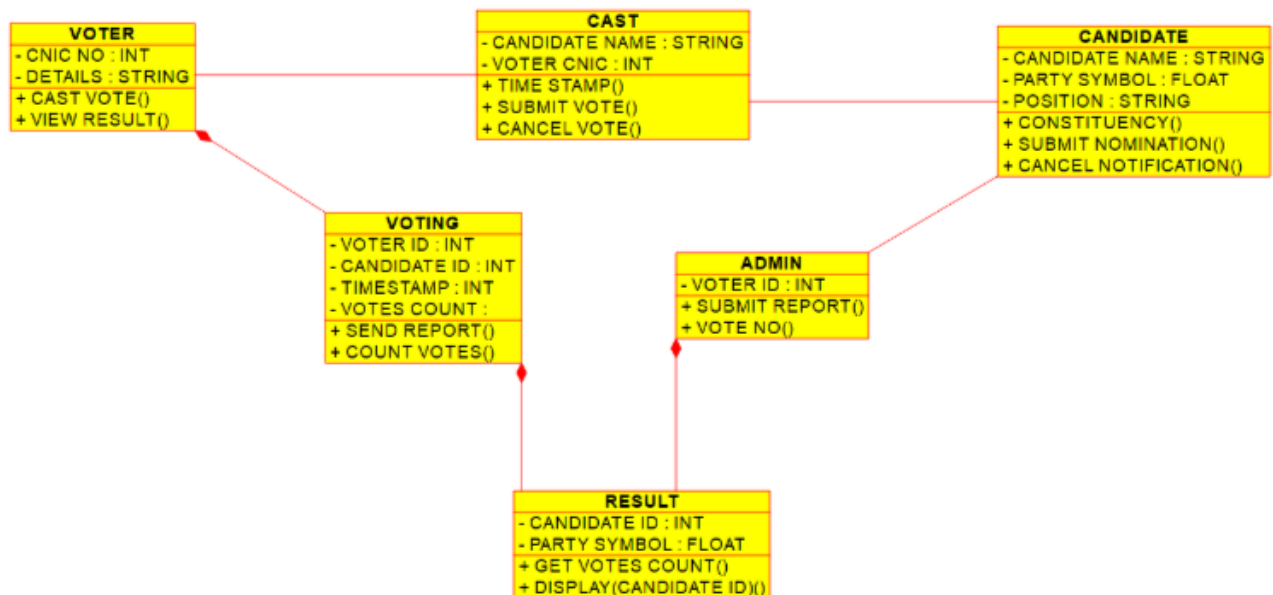 VOTER
- CNIC NO : INT
- DETAILS : STRING
+ CAST VOTE()
+ VIEW RESULT()
CAST
- CANDIDATE NAME : STRING
- VOTER CNIC : INT
+ TIME STAMP()
+ SUBMIT VOTE()
+ CANCEL VOTE()
CANDIDATE
- CANDIDATE NAME : STRING
- PARTY SYMBOL : FLOAT
- POSITION : STRING
+ CONSTITUENCY()
+ SUBMIT NOMINATION()
+ CANCEL NOTIFICATION()
VOTING
- VOTER ID : INT
- CANDIDATE ID : INT
- TIMESTAMP : INT
- VOTES COUNT :
+ SEND REPORT()
+ COUNT VOTES()
ADMIN
- VOTER ID : INT
+ SUBMIT REPORT()
+ VOTE NO()
RESULT
- CANDIDATE ID : INT
- PARTY SYMBOL : FLOAT
+ GET VOTES COUNT()
+ DISPLAY(CANDIDATE ID)()